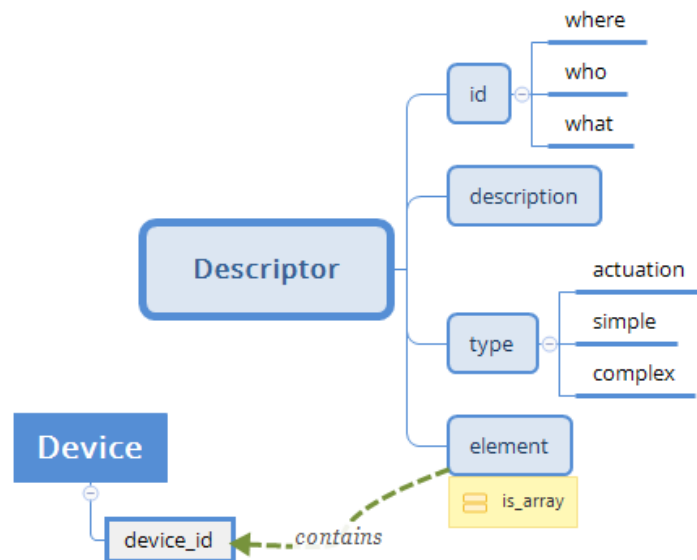 where
id
who
what
description
Descriptor
actuation
type
simple
complex
Device
element
is_array
device_id
contains